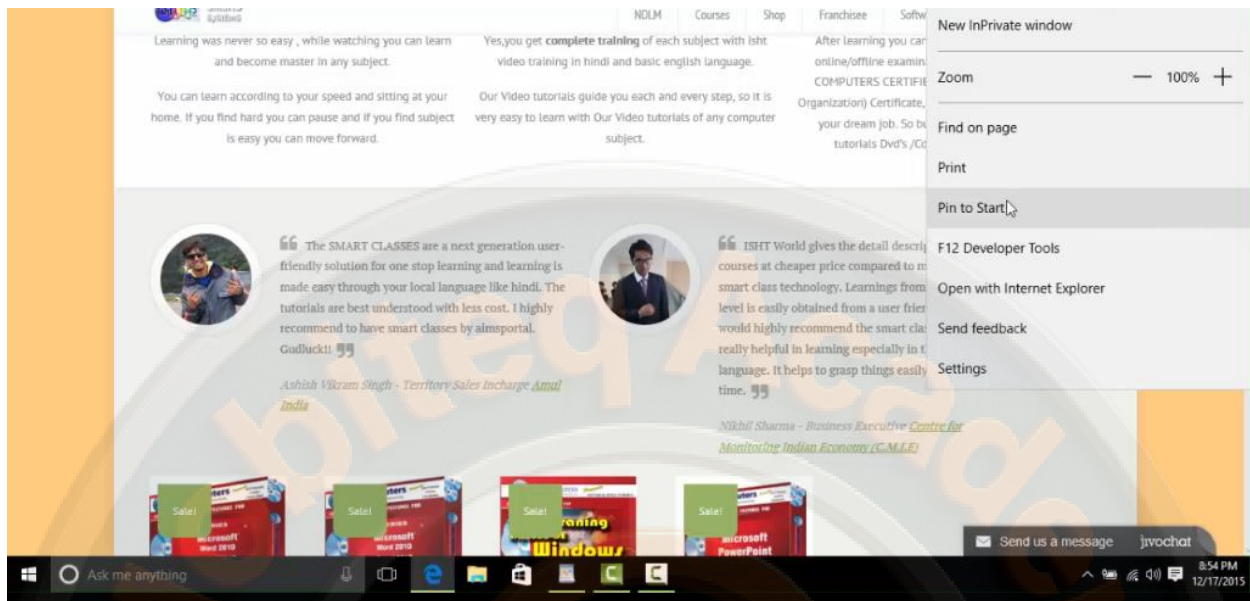 NDLM Courses Shop Franchisee Softw
Learning was never so easy , while watching you can learn
and become master in any subject.
You can learn according to your speed and sitting at your
home. If you find hard you can pause and if you find subject
is easy you can move forward.
Yes,you get complete training of each subject with isht
video training in hindi and basic english language.
Our Video tutorials guide you each and every step, so it is
very easy to learn with Our Video tutorials of any computer
subject.
After learning you can
online/offline examin
COMPUTERS CERTIFIE
Organization) Certificate,
your dream job. So bu
tutorials Dvd's /Co
New InPrivate window
Zoom — 100% +
Find on page
Print
Pin to Start
F12 Developer Tools
Open with Internet Explorer
Send feedback
Settings
The SMART CLASSES are a next generation user-
friendly solution for one stop learning and learning is
made easy through your local language like hindi. The
tutorials are best understood with less cost. I highly
recommend to have smart classes by aimsportal.
Gudluck!!
Ashish Vikram Singh - Territory Sales Incharge Amul
India
ISHT World gives the detail descrip
courses at cheaper price compared to m
smart class technology. Learnings from
level is easily obtained from a user frien
would highly recommend the smart clas
really helpful in learning especially in t
language. It helps to grasp things easily
time.
Nikhil Sharma - Business Executive Centre for
Monitoring Indian Economy (C.M.I.E)
biteq Acad
Sale! Sale! Sale! Sale!
Microsoft
Word 2010
Microsoft
Word 2010
Windows
Microsoft
PowerPoint
Send us a message jivochat
Ask me anything
8:54 PM
12/17/2015